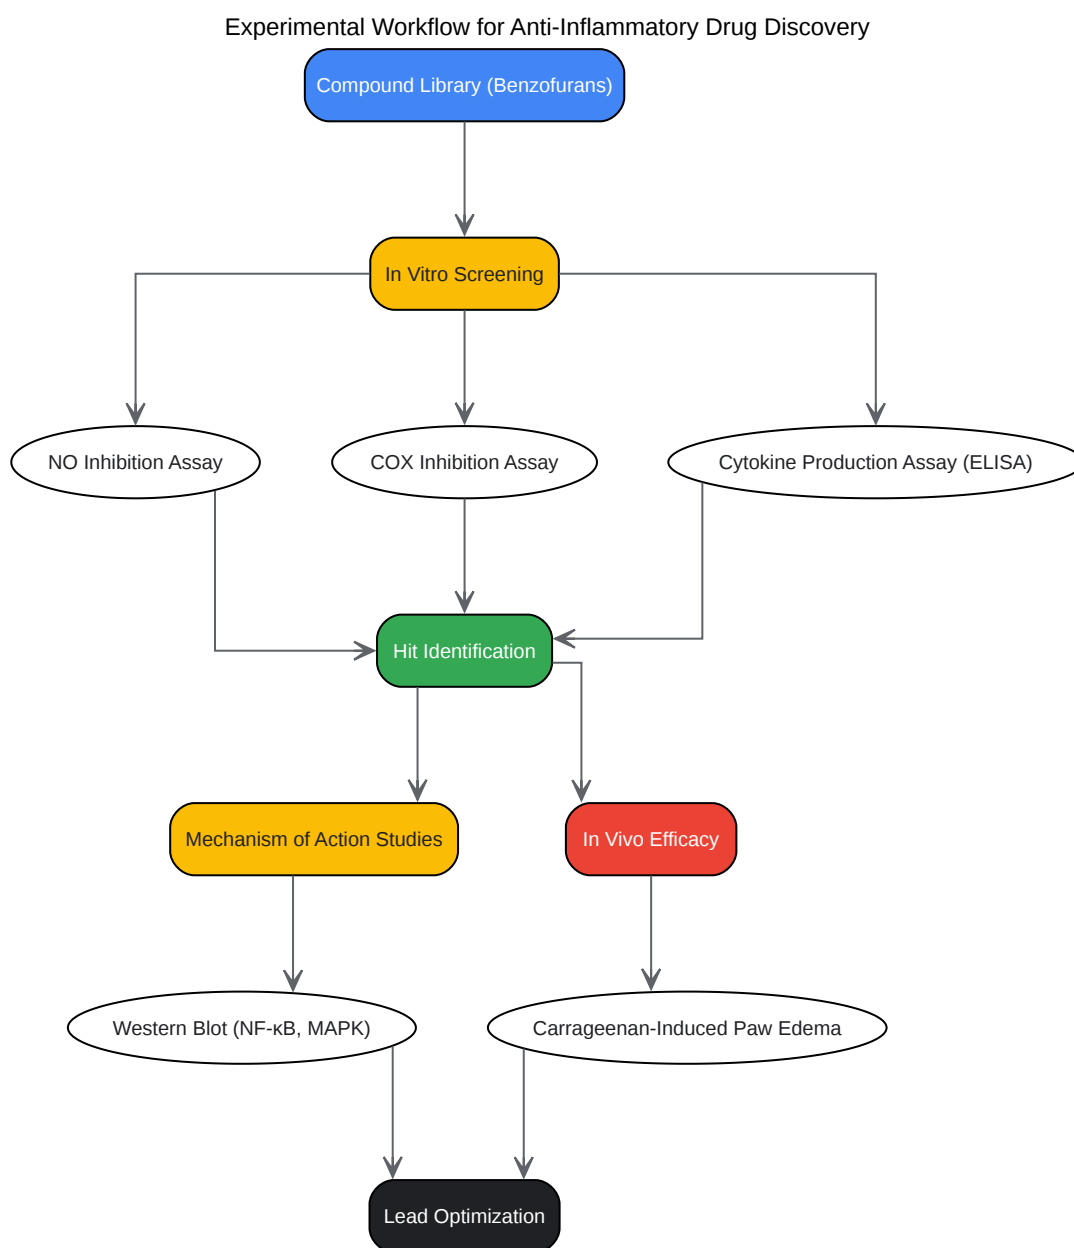 Experimental Workflow for Anti-Inflammatory Drug Discovery
Compound Library (Benzofurans)
In Vitro Screening
NO Inhibition Assay
COX Inhibition Assay
Cytokine Production Assay (ELISA)
Hit Identification
Mechanism of Action Studies
In Vivo Efficacy
Western Blot (NF-κB, MAPK)
Carrageenan-Induced Paw Edema
Lead Optimization